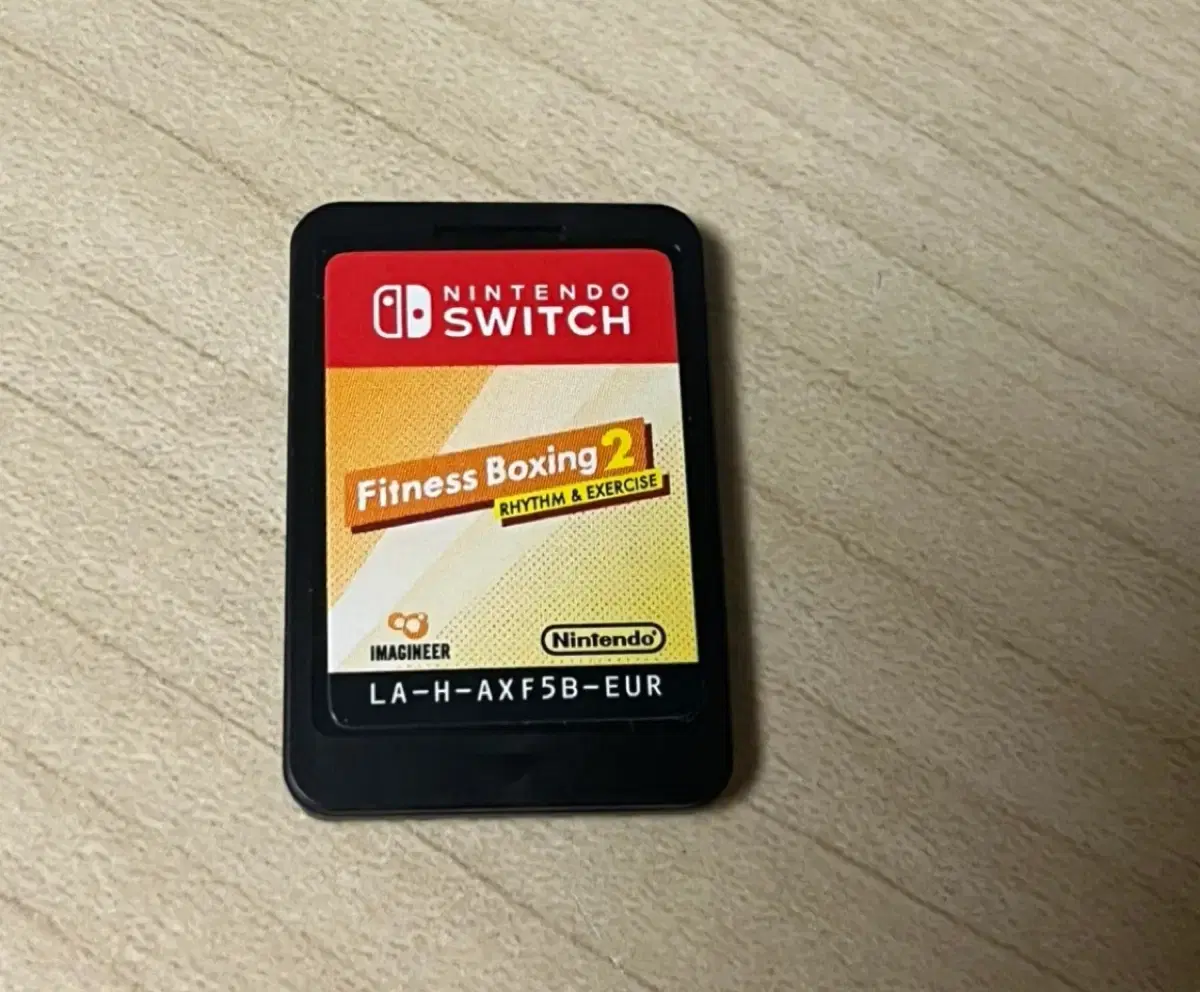 NINTENDO
SWITCH
Fitness Boxing 2
RHYTHM & EXERCISE
IMAGINEER
Nintendo
LA-H-AXF5B-EUR